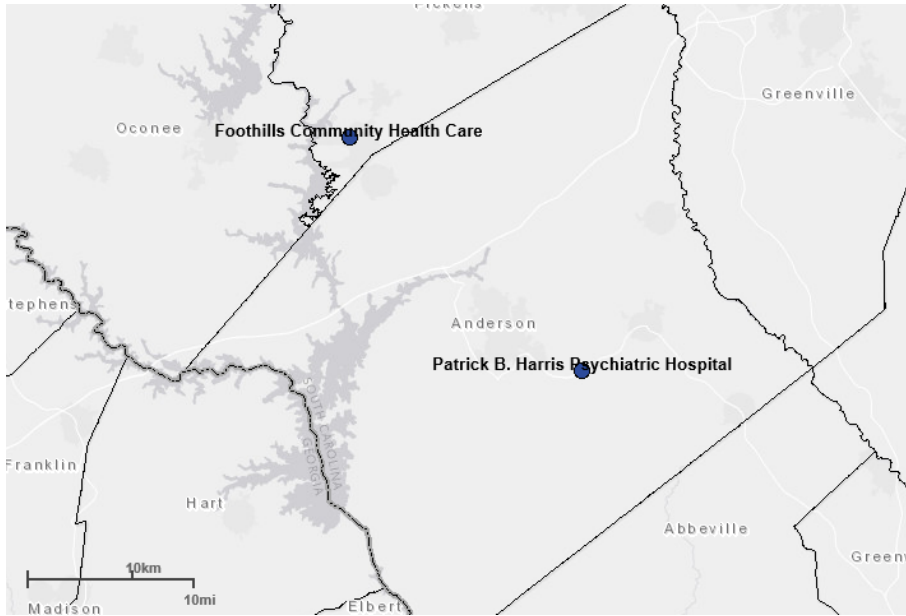 Pickens
Greenville
Oconee
Foothills Community Health Care
Stephens
Anderson
Patrick B. Harris Psychiatric Hospital
SOUTH CAROLINA
GEORGIA
Franklin
Hart
Abbeville
Greenw
10km
10mi
Madison
Elbert